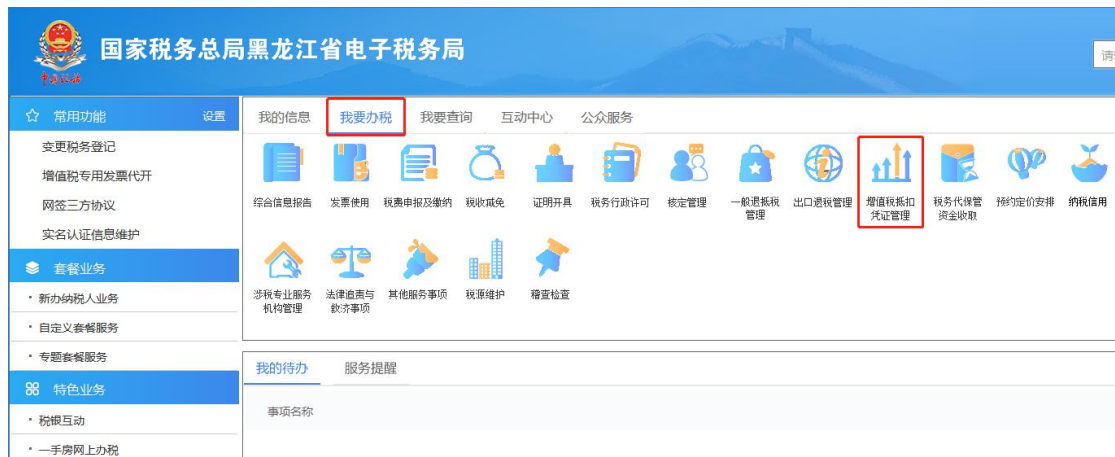 国家税务总局黑龙江省电子税务局
中国税务
请
常用功能 设置
变更税务登记
增值税专用发票代开
网签三方协议
实名认证信息维护
套餐业务
新办纳税人业务
自定义套餐服务
专题套餐服务
特色业务
税银互动
一手房网上办税
我的信息 我要办税 我要查询 互动中心 公众服务
综合信息报告 发票使用 税费申报及缴纳 税收减免 证明开具 税务行政许可 核定管理 一般退抵税 出口退税管理 增值税抵扣 税务代保管 预约定价安排 纳税信用
管理 凭证管理 资金收取
涉税专业服务 法律追责与 其他服务事项 税源维护 稽查检查
机构管理 救济事项
我的待办 服务提醒
事项名称